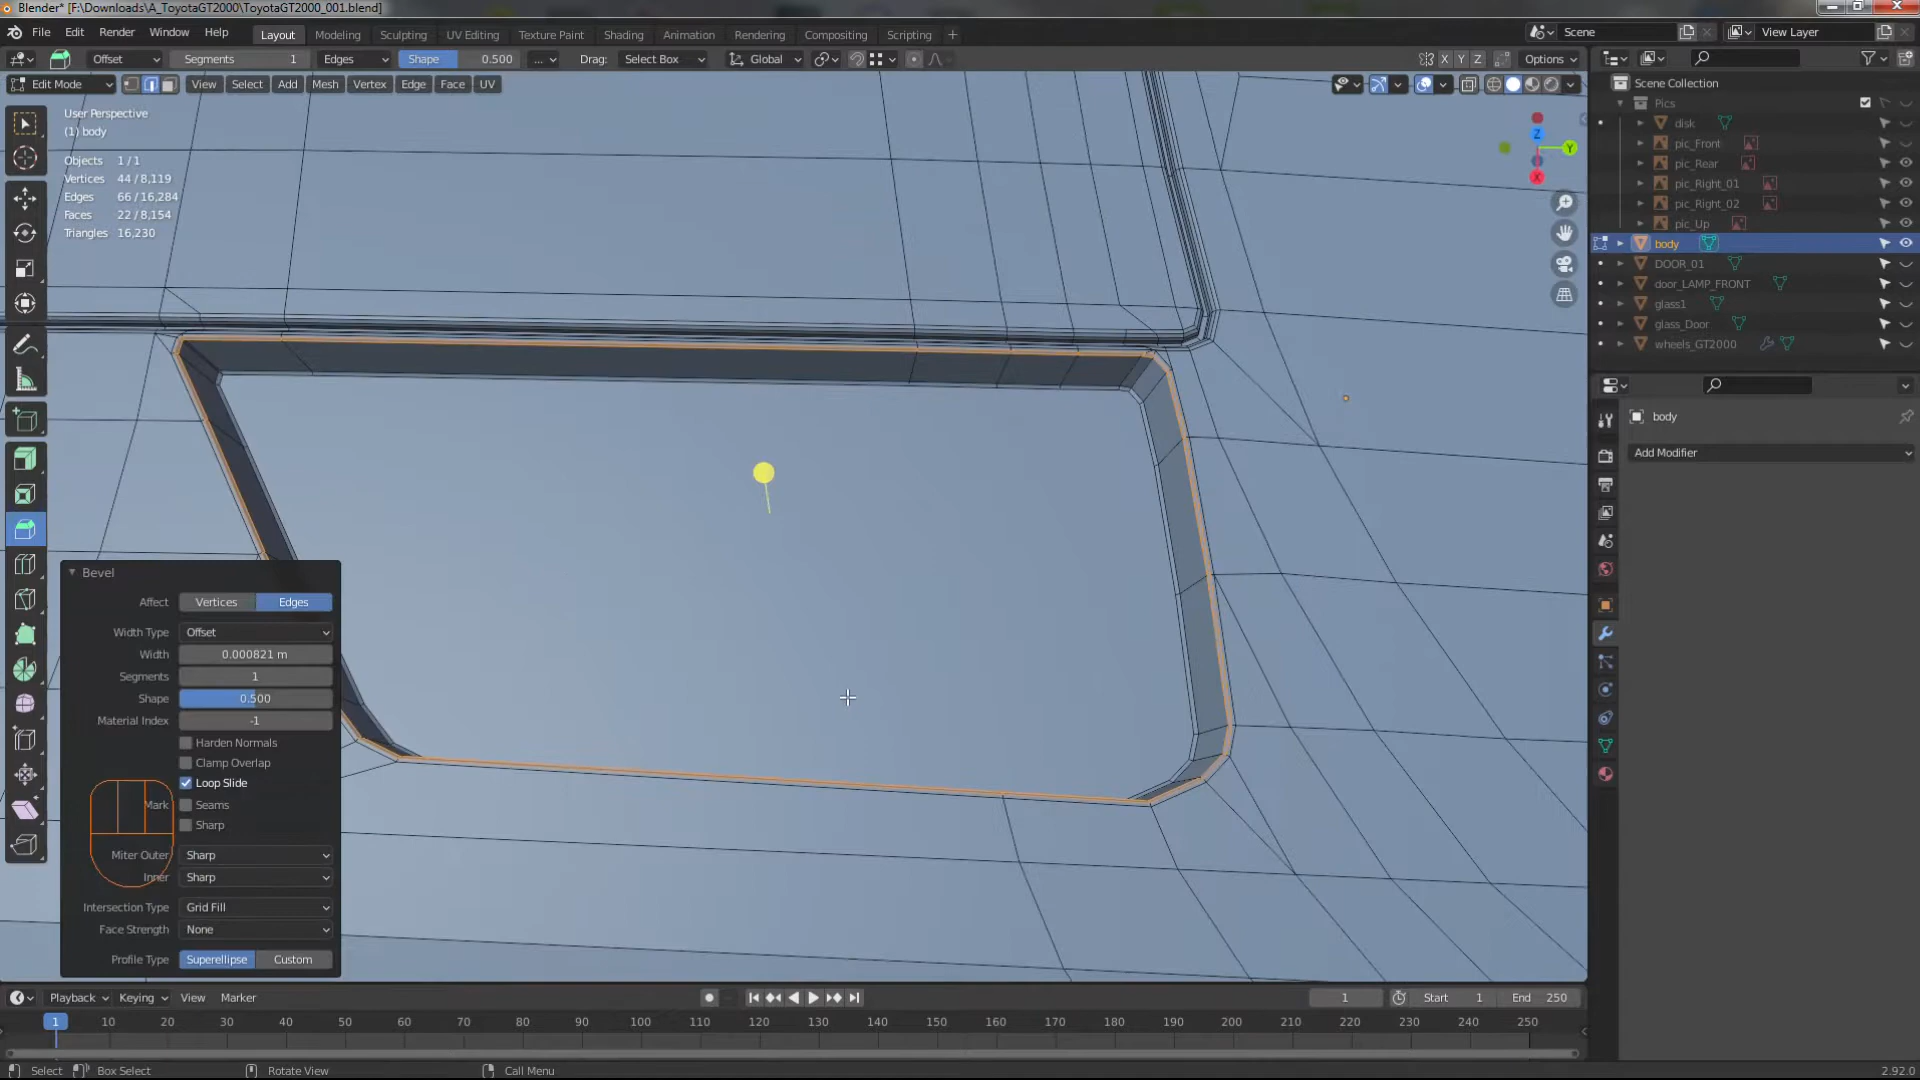 Blender* [F:\Downloads\A_ToyotaGT2000\ToyotaGT2000_001.blend]
File Edit Render Window Help Layout Modeling Sculpting UV Editing Texture Paint Shading Animation Rendering Compositing Scripting + Scene View Layer
Offset Segments 1 Edges Shape 0.500 ... Drag: Select Box Global X Y Z Options
Edit Mode View Select Add Mesh Vertex Edge Face UV
User Perspective
(1) body
Objects 1 / 1
Vertices 44 / 8,119
Edges 66 / 16,284
Faces 22 / 8,154
Triangles 16,230
Z
Y
X
Scene Collection
Pics
disk
pic_Front
pic_Rear
pic_Right_01
pic_Right_02
pic_Up
body
DOOR_01
door_LAMP_FRONT
glass1
glass_Door
wheels_GT2000
body
Add Modifier
Bevel
Affect Vertices Edges
Width Type Offset
Width 0.000821 m
Segments 1
Shape 0.500
Material Index -1
Harden Normals
Clamp Overlap
Loop Slide
Mark Seams
Sharp
Miter Outer Sharp
Inner Sharp
Intersection Type Grid Fill
Face Strength None
Profile Type Superellipse Custom
Playback Keying View Marker 1 Start 1 End 250
1 10 20 30 40 50 60 70 80 90 100 110 120 130 140 150 160 170 180 190 200 210 220 230 240 250
Select Box Select Rotate View Call Menu 2.92.0